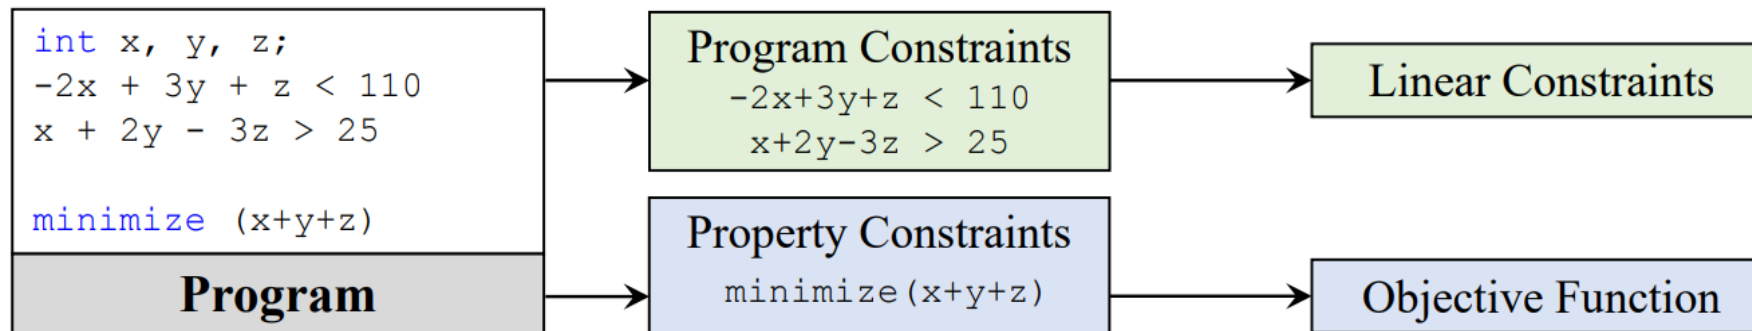 int x, y, z;
-2x + 3y + z < 110
x + 2y - 3z > 25
minimize (x+y+z)
Program
Program Constraints
-2x+3y+z < 110
x+2y-3z > 25
Property Constraints
minimize(x+y+z)
Linear Constraints
Objective Function